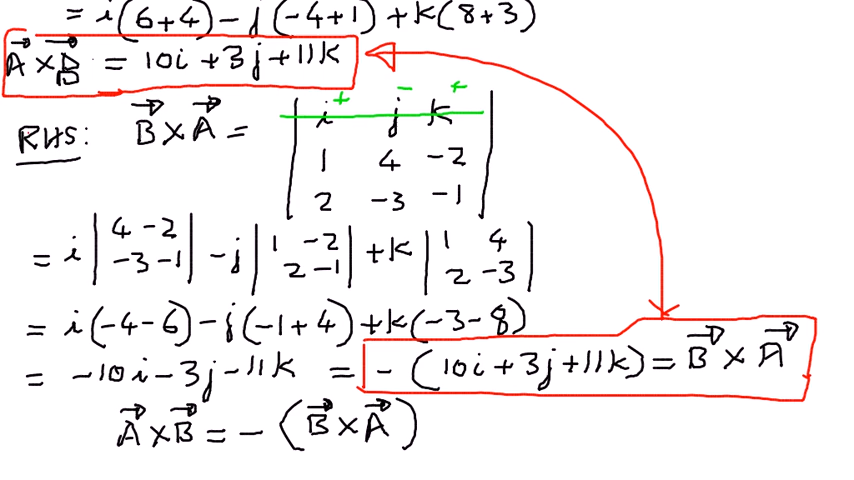 = i(6+4) - j(-4+1) + k(8+3)
A⃗ × B⃗ = 10i + 3j + 11k
RHS: B⃗ × A⃗ = | i j k |
+ - +
| 1 4 -2 |
| 2 -3 -1 |
= i | 4 -2 | - j | 1 -2 | + k | 1 4 |
| -3 -1 | | 2 -1 | | 2 -3 |
= i(-4-6) - j(-1+4) + k(-3-8)
= -10i - 3j - 11k = -(10i + 3j + 11k) = B⃗ × A⃗
A⃗ × B⃗ = - (B⃗ × A⃗)